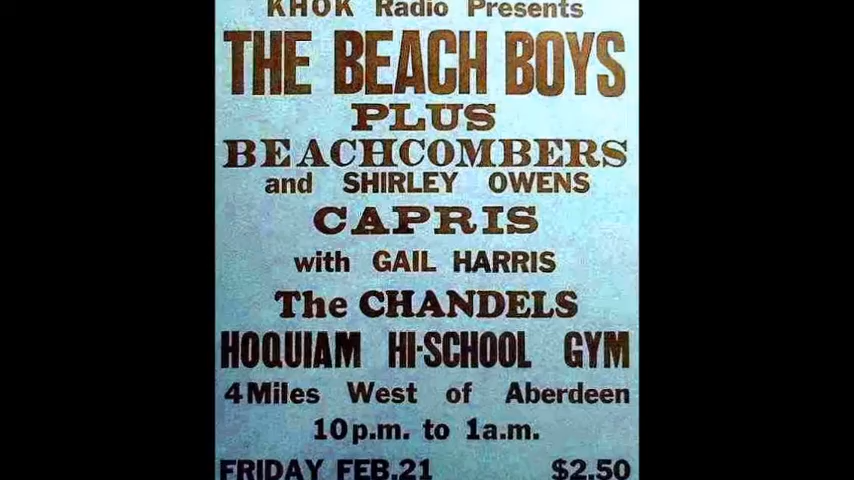 KHOK Radio Presents
THE BEACH BOYS
PLUS
BEACHCOMBERS
and SHIRLEY OWENS
CAPRIS
with GAIL HARRIS
The CHANDELS
HOQUIAM HI-SCHOOL GYM
4 Miles West of Aberdeen
10 p.m. to 1 a.m.
FRIDAY FEB. 21 $2.50